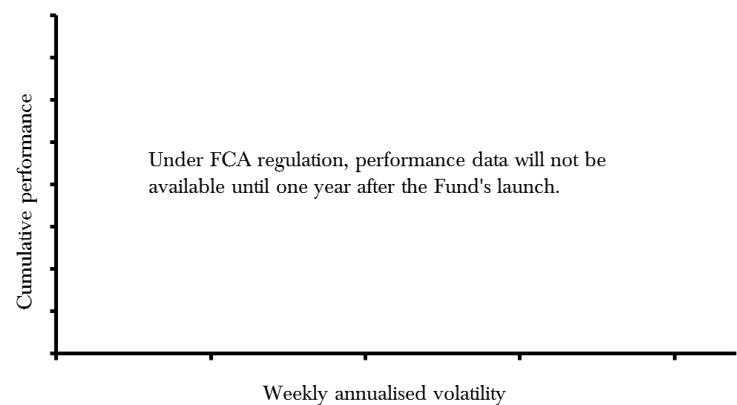 Cumulative performance
Under FCA regulation, performance data will not be
available until one year after the Fund's launch.
Weekly annualised volatility